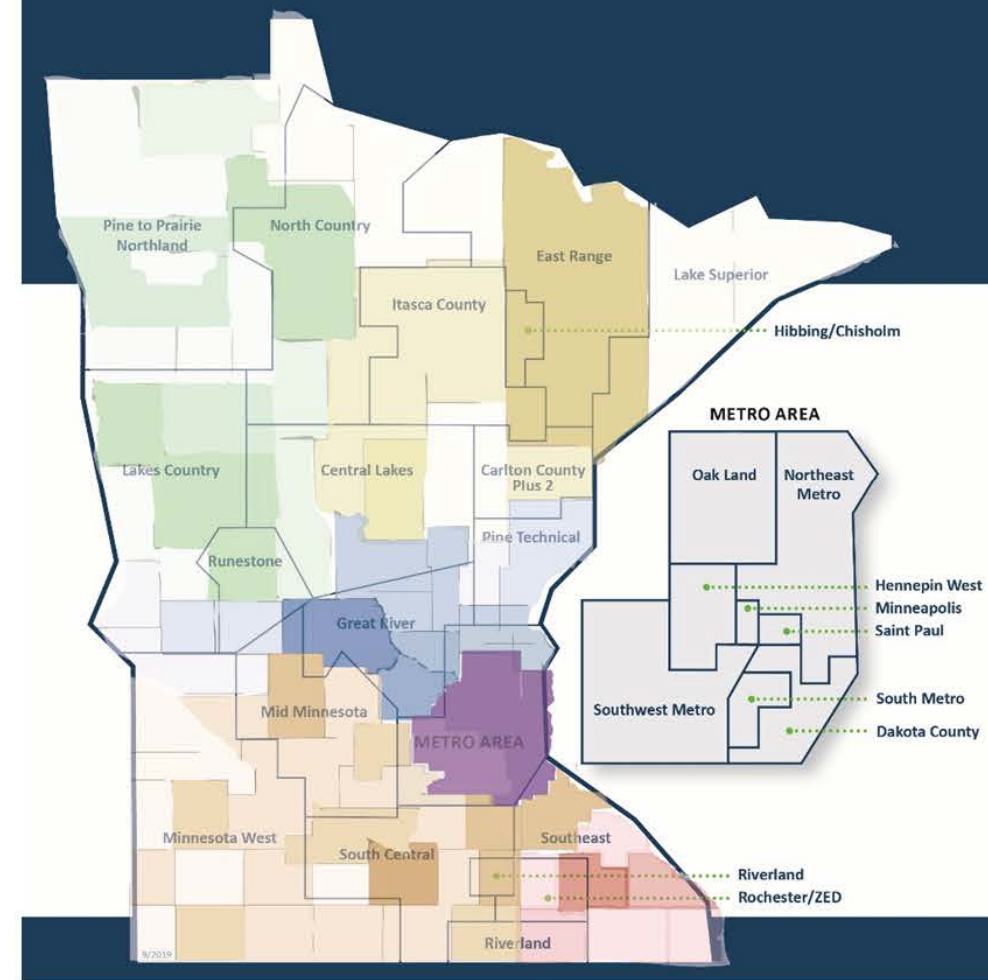 Pine to Prairie
Northland
North Country
East Range
Lake Superior
Itasca County
Hibbing/Chisholm
METRO AREA
Lakes Country
Central Lakes
Carlton County
Plus 2
Oak Land
Northeast
Metro
Pine Technical
Runestone
Hennepin West
Minneapolis
Great River
Saint Paul
South Metro
Southwest Metro
Mid Minnesota
Dakota County
METRO AREA
Minnesota West
Southeast
South Central
Riverland
Rochester/ZED
Riverland
9/2019